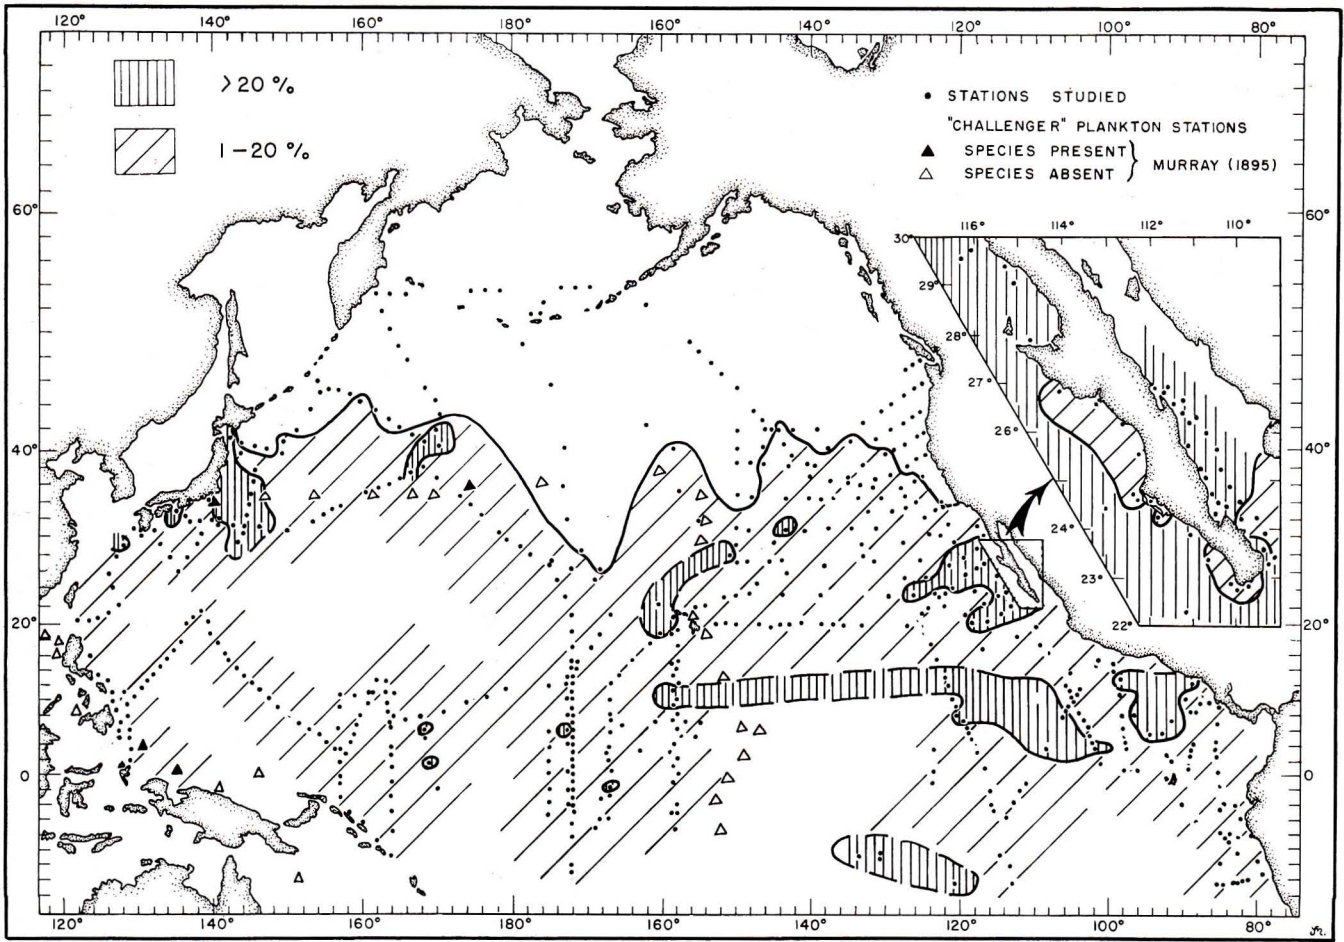 120° 140° 160° 180° 160° 140° 120° 100° 80°
>20 %
1-20 %
• STATIONS STUDIED
"CHALLENGER" PLANKTON STATIONS
▲ SPECIES PRESENT
△ SPECIES ABSENT
} MURRAY (1895)
60° 60°
116° 114° 112° 110°
30°
29°
28°
27°
26°
24°
23°
22°
40° 40°
20° 20°
0 0
120° 140° 160° 180° 160° 140° 120° 100° 80°